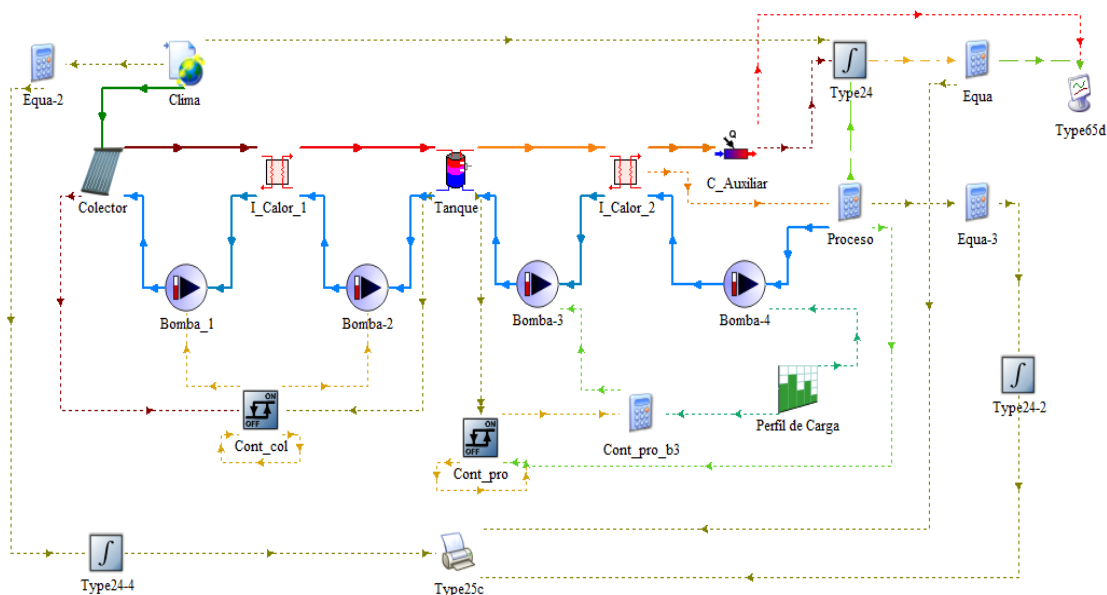 Equa-2
Clima
Type24
Equa
Type65d
Q
Colector
I_Calor_1
Tanque
I_Calor_2
C_Auxiliar
Proceso
Equa-3
Bomba_1
Bomba-2
Bomba-3
Bomba-4
ON
OFF
Cont_col
ON
OFF
Cont_pro
Cont_pro_b3
Perfil de Carga
Type24-2
Type24-4
Type25c